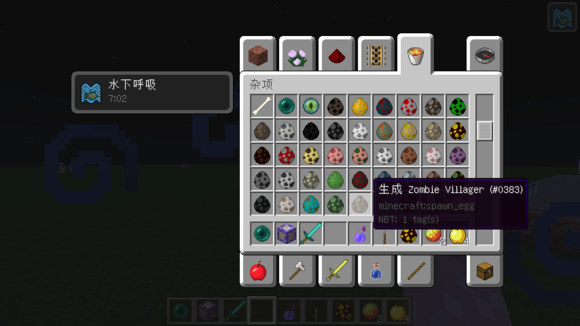 杂项
水下呼吸
7:02
生成 Zombie Villager (#0383)
minecraft:spawn_egg
NBT: 1 tag(s)